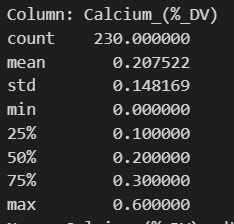 Column: Calcium_(%_DV)
count 230.000000
mean 0.207522
std 0.148169
min 0.000000
25% 0.100000
50% 0.200000
75% 0.300000
max 0.600000